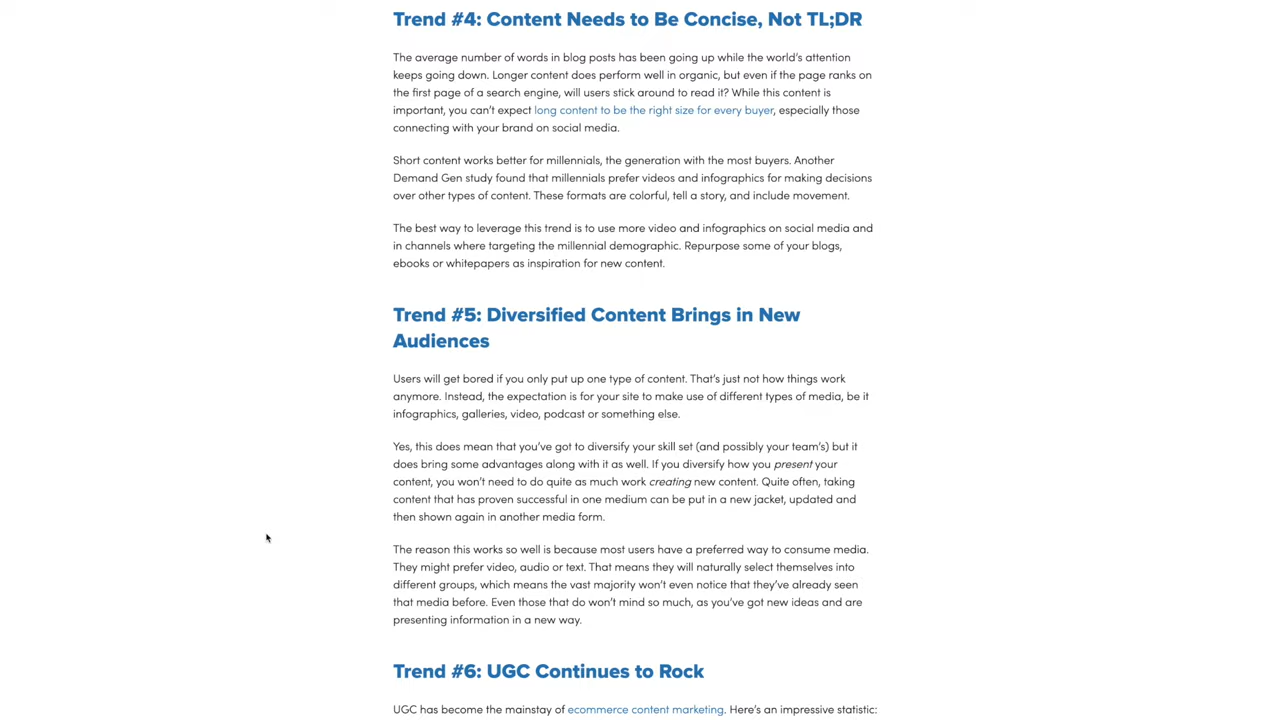 Trend #4: Content Needs to Be Concise, Not TL;DR
The average number of words in blog posts has been going up while the world's attention
keeps going down. Longer content does perform well in organic, but even if the page ranks on
the first page of a search engine, will users stick around to read it? While this content is
important, you can't expect long content to be the right size for every buyer, especially those
connecting with your brand on social media.
Short content works better for millennials, the generation with the most buyers. Another
Demand Gen study found that millennials prefer videos and infographics for making decisions
over other types of content. These formats are colorful, tell a story, and include movement.
The best way to leverage this trend is to use more video and infographics on social media and
in channels where targeting the millennial demographic. Repurpose some of your blogs,
ebooks or whitepapers as inspiration for new content.
Trend #5: Diversified Content Brings in New
Audiences
Users will get bored if you only put up one type of content. That's just not how things work
anymore. Instead, the expectation is for your site to make use of different types of media, be it
infographics, galleries, video, podcast or something else.
Yes, this does mean that you've got to diversify your skill set (and possibly your team's) but it
does bring some advantages along with it as well. If you diversify how you present your
content, you won't need to do quite as much work creating new content. Quite often, taking
content that has proven successful in one medium can be put in a new jacket, updated and
then shown again in another media form.
The reason this works so well is because most users have a preferred way to consume media.
They might prefer video, audio or text. That means they will naturally select themselves into
different groups, which means the vast majority won't even notice that they've already seen
that media before. Even those that do won't mind so much, as you've got new ideas and are
presenting information in a new way.
Trend #6: UGC Continues to Rock
UGC has become the mainstay of ecommerce content marketing. Here's an impressive statistic: